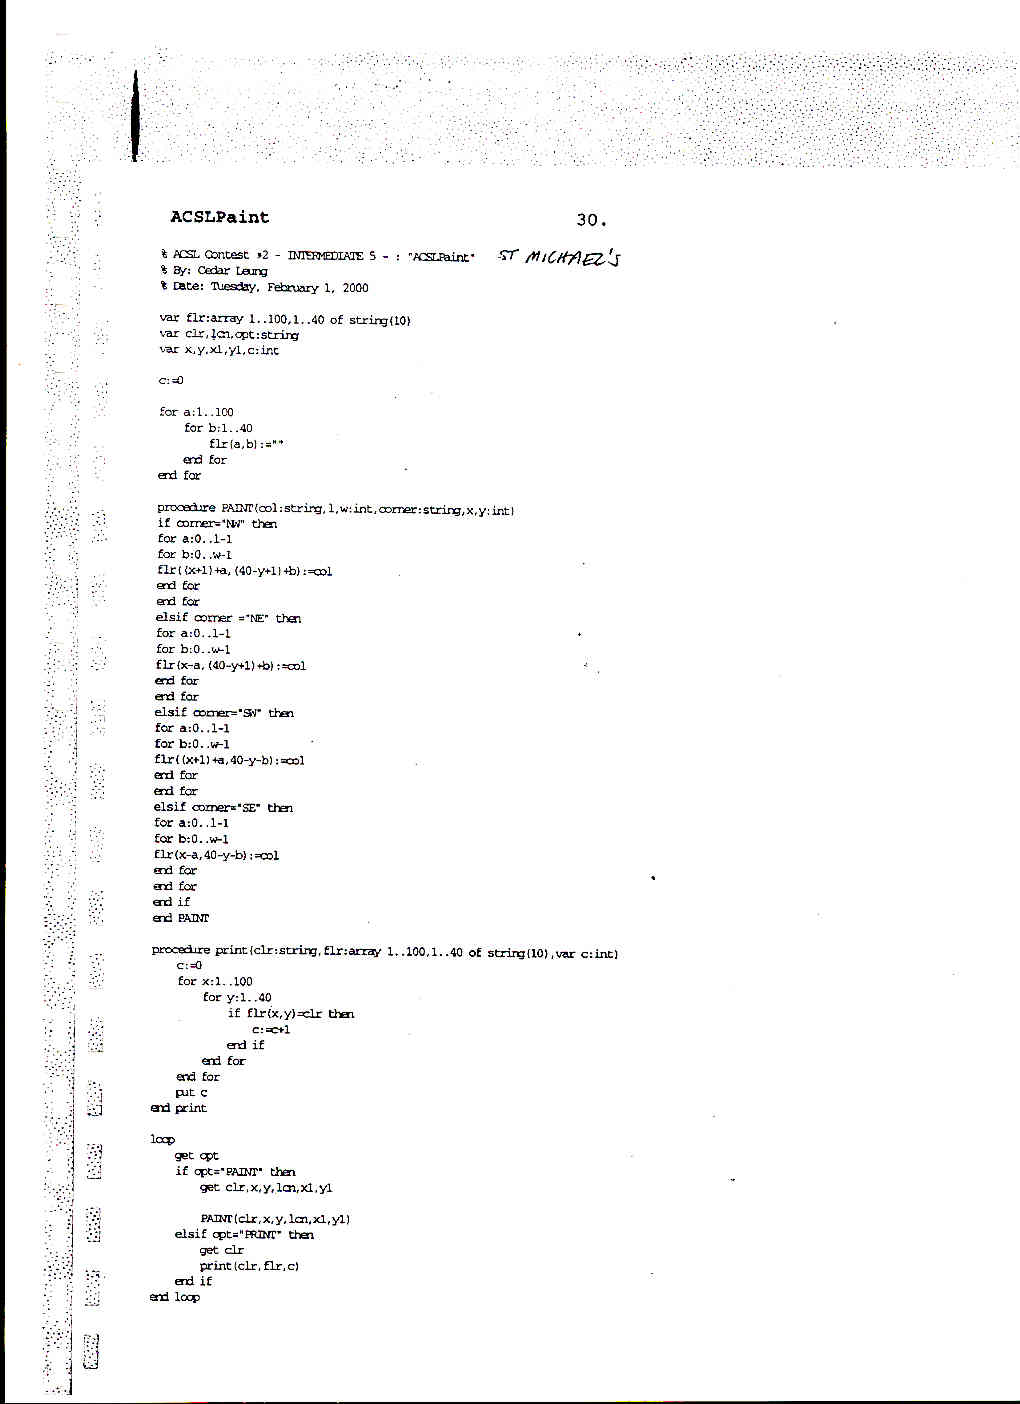 ACSLPaint 30.
% ACSL Contest #2 - INTERMEDIATE 5 - : "ACSLPaint" ST MICHAEL'S
% By: Cedar Leung
% Date: Tuesday, February 1, 2000
var flr:array 1..100,1..40 of string(10)
var clr,lcn,opt:string
var x,y,x1,y1,c:int
c:=0
for a:1..100
for b:1..40
flr(a,b):=""
end for
end for
procedure PAINT(col:string,l,w:int,corner:string,x,y:int)
if corner="NW" then
for a:0..l-1
for b:0..w-1
flr((x+1)+a,(40-y+1)+b):=col
end for
end for
elsif corner ="NE" then
for a:0..l-1
for b:0..w-1
flr(x-a,(40-y+1)+b):=col
end for
end for
elsif corner="SW" then
for a:0..l-1
for b:0..w-1
flr((x+1)+a,40-y-b):=col
end for
end for
elsif corner="SE" then
for a:0..l-1
for b:0..w-1
flr(x-a,40-y-b):=col
end for
end for
end if
end PAINT
procedure print(clr:string,flr:array 1..100,1..40 of string(10),var c:int)
c:=0
for x:1..100
for y:1..40
if flr(x,y)=clr then
c:=c+1
end if
end for
end for
put c
end print
loop
get opt
if opt="PAINT" then
get clr,x,y,lcn,x1,y1
PAINT(clr,x,y,lcn,x1,y1)
elsif opt="PRINT" then
get clr
print(clr,flr,c)
end if
end loop